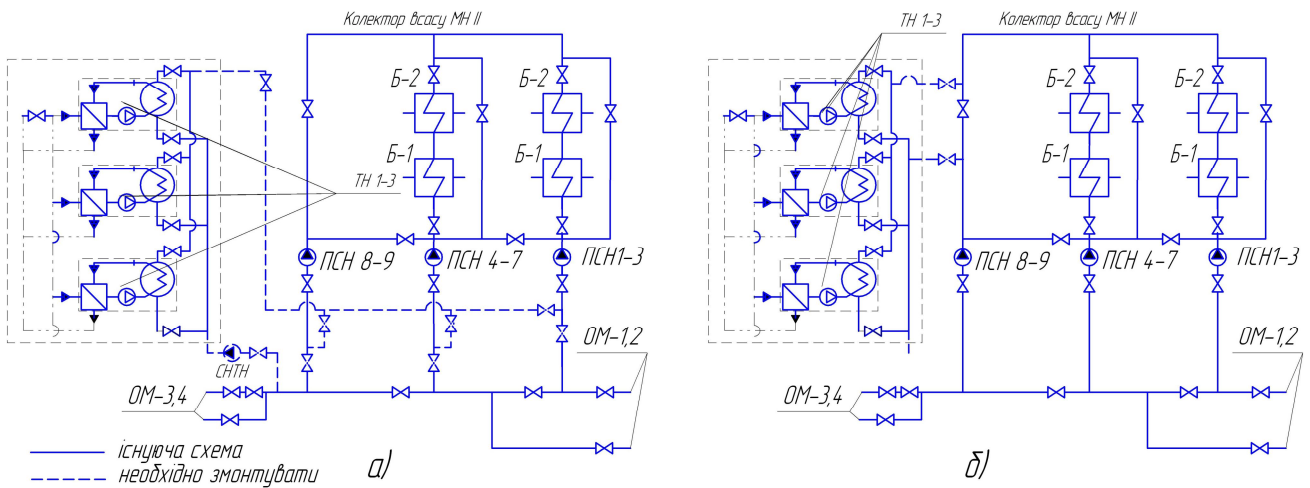 Колектор всасу МН II
Б-2
Б-2
Б-1
Б-1
ТН 1-3
ПСН 8-9
ПСН 4-7
ПСН1-3
СНТН
ОМ-1,2
ОМ-3,4
існуюча схема
необхідно змонтувати
а)
ТН 1-3
Колектор всасу МН II
Б-2
Б-2
Б-1
Б-1
ПСН 8-9
ПСН 4-7
ПСН1-3
ОМ-1,2
ОМ-3,4
б)